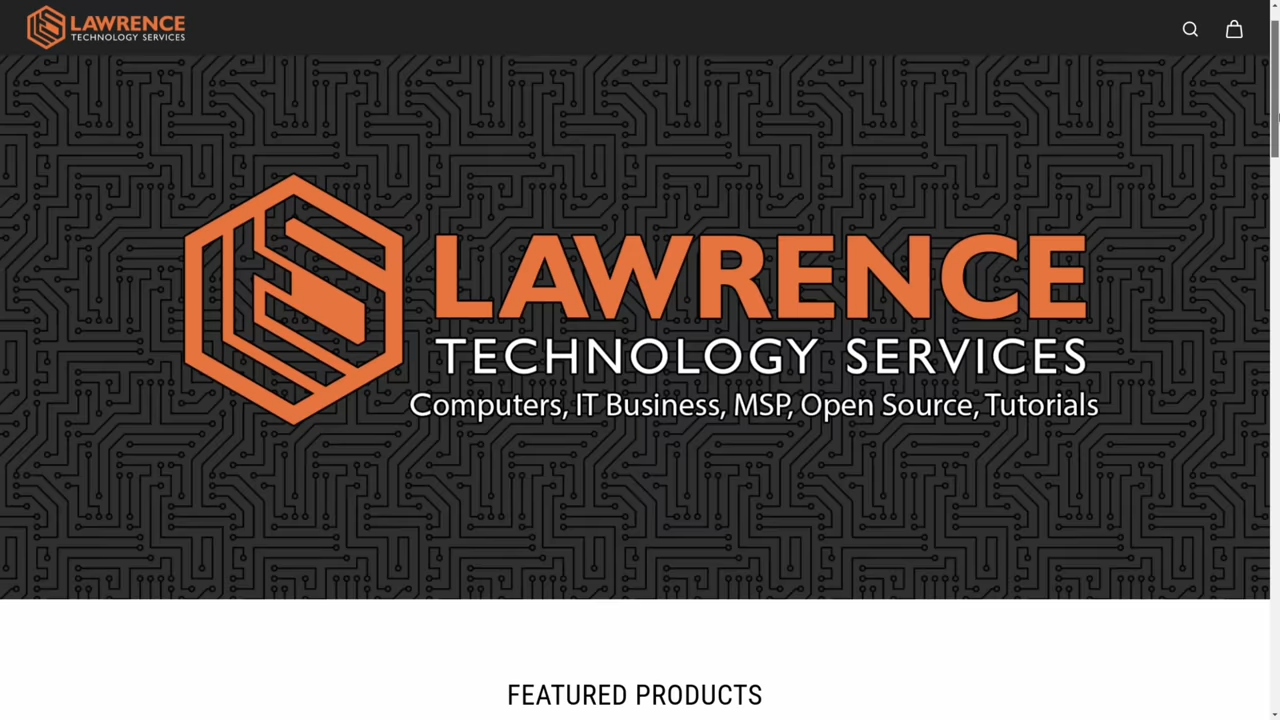 LAWRENCE
TECHNOLOGY SERVICES
LAWRENCE
TECHNOLOGY SERVICES
Computers, IT Business, MSP, Open Source, Tutorials
FEATURED PRODUCTS